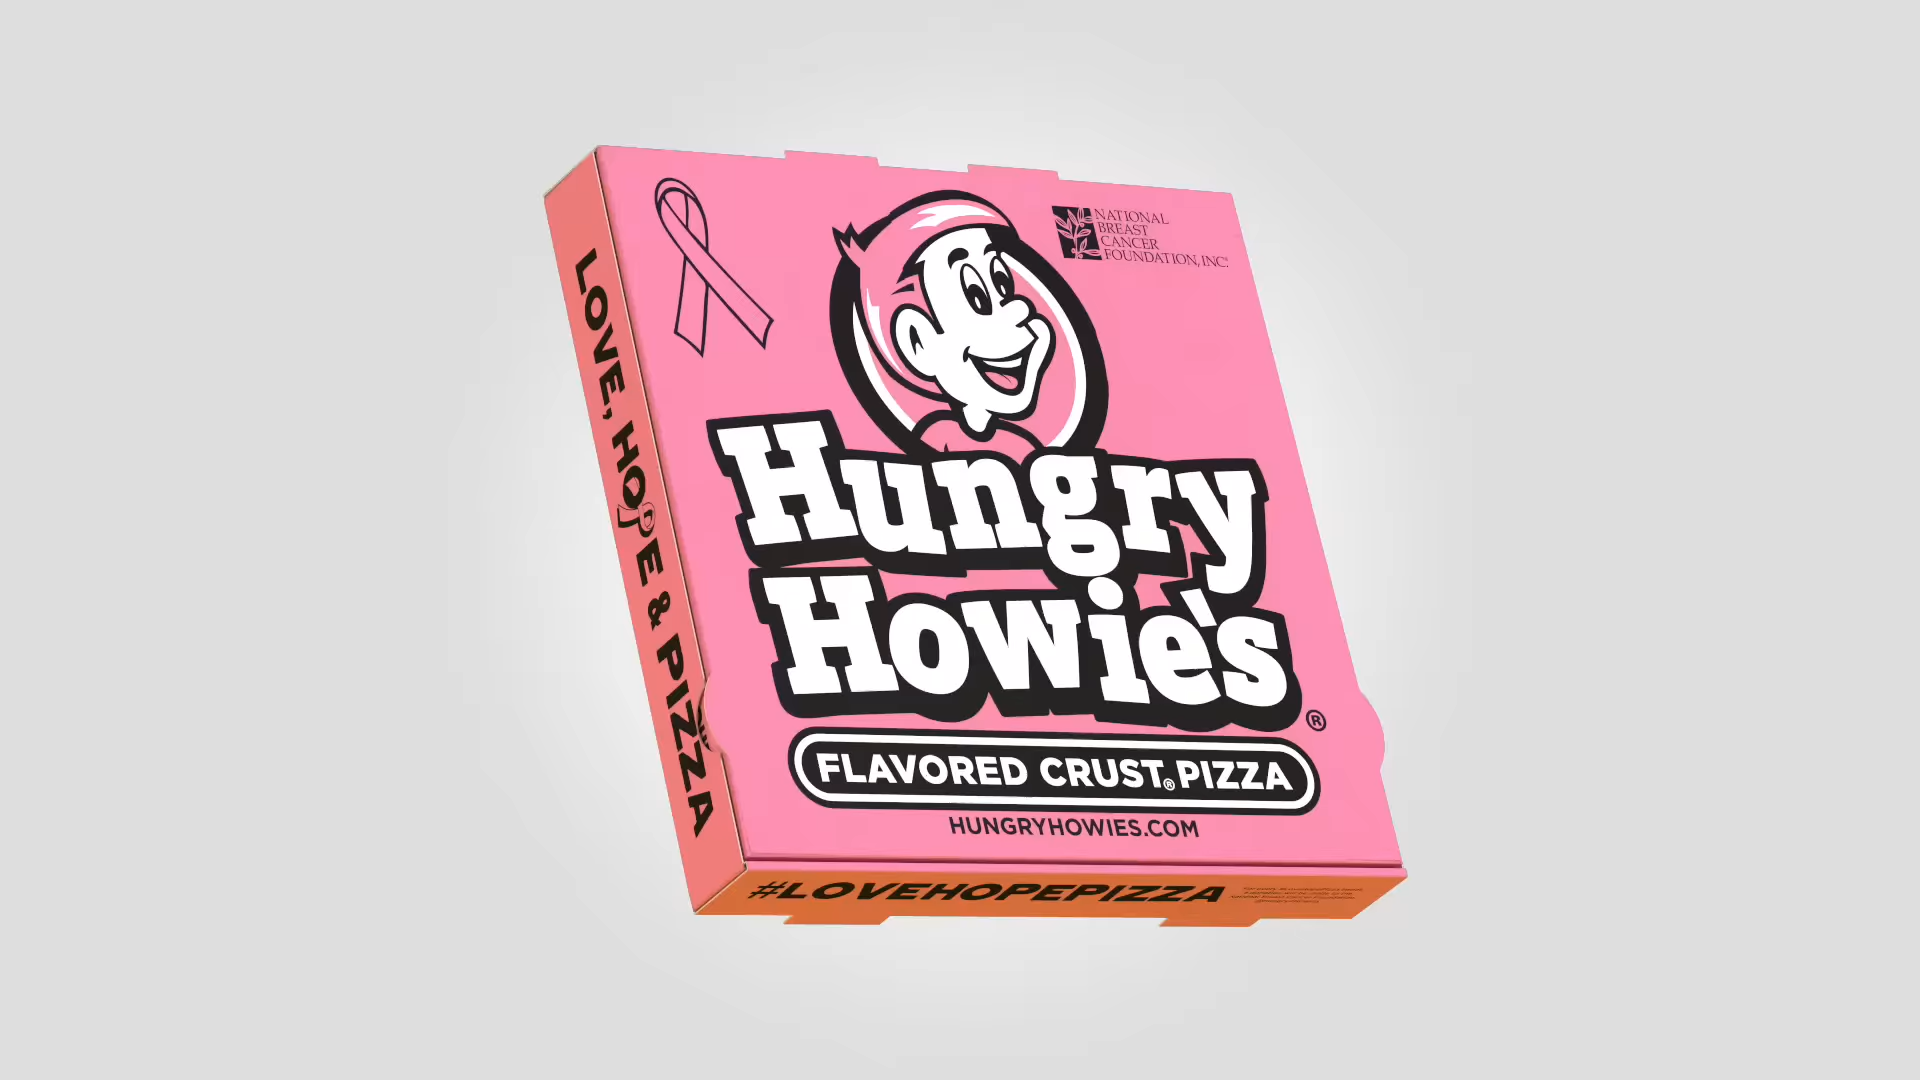 NATIONAL
BREAST
CANCER
FOUNDATION, INC.®
Hungry
Howie's®
FLAVORED CRUST® PIZZA
HUNGRYHOWIES.COM
LOVE, HOPE & PIZZA
#LOVEHOPEPIZZA